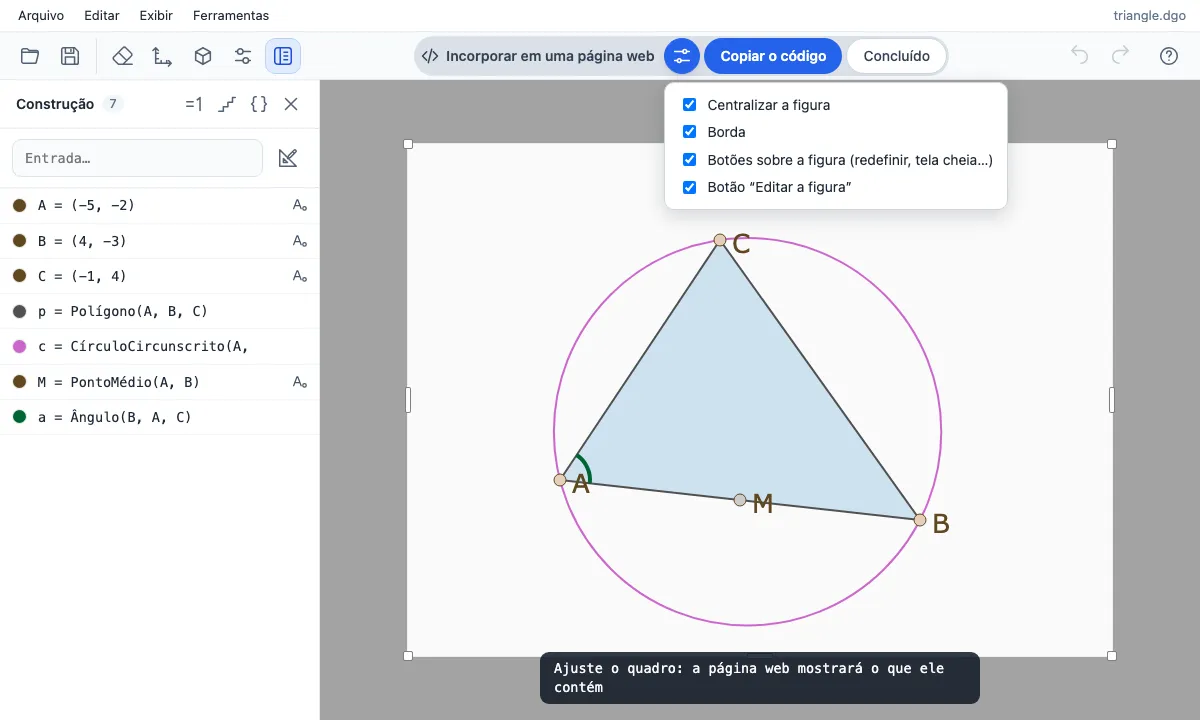 Arquivo Editar Exibir Ferramentas triangle.dgo
</> Incorporar em uma página web Copiar o código Concluído
Construção 7 =1 {}
Centralizar a figura
Borda
Botões sobre a figura (redefinir, tela cheia…)
Botão “Editar a figura”
Entrada…
A = (−5, −2)
B = (4, −3)
C = (−1, 4)
p = Polígono(A, B, C)
c = CírculoCircunscrito(A,
M = PontoMédio(A, B)
a = Ângulo(B, A, C)
C
A
M
B
Ajuste o quadro: a página web mostrará o que ele
contém